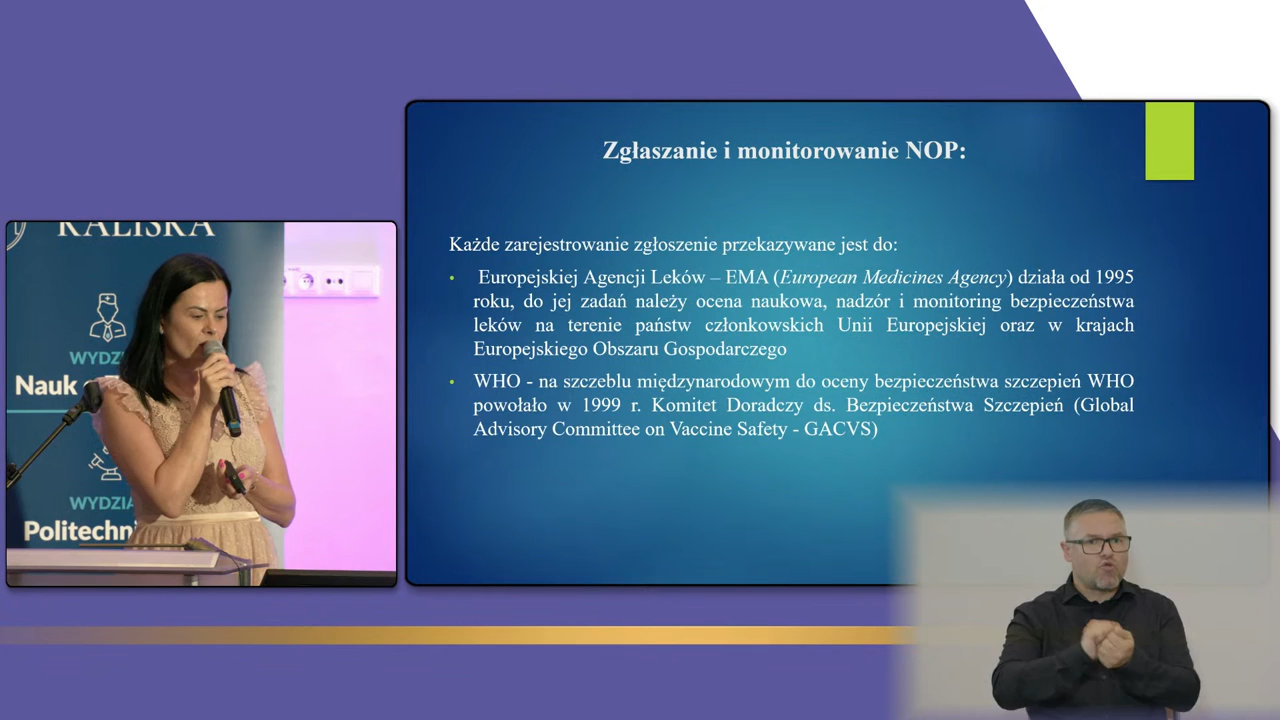 KALISKA
WYDZ
Nauk o
WYDZIA
Politechni
Zgłaszanie i monitorowanie NOP:
Każde zarejestrowanie zgłoszenie przekazywane jest do:
• Europejskiej Agencji Leków – EMA (European Medicines Agency) działa od 1995
roku, do jej zadań należy ocena naukowa, nadzór i monitoring bezpieczeństwa
leków na terenie państw członkowskich Unii Europejskiej oraz w krajach
Europejskiego Obszaru Gospodarczego
• WHO - na szczeblu międzynarodowym do oceny bezpieczeństwa szczepień WHO
powołało w 1999 r. Komitet Doradczy ds. Bezpieczeństwa Szczepień (Global
Advisory Committee on Vaccine Safety - GACVS)